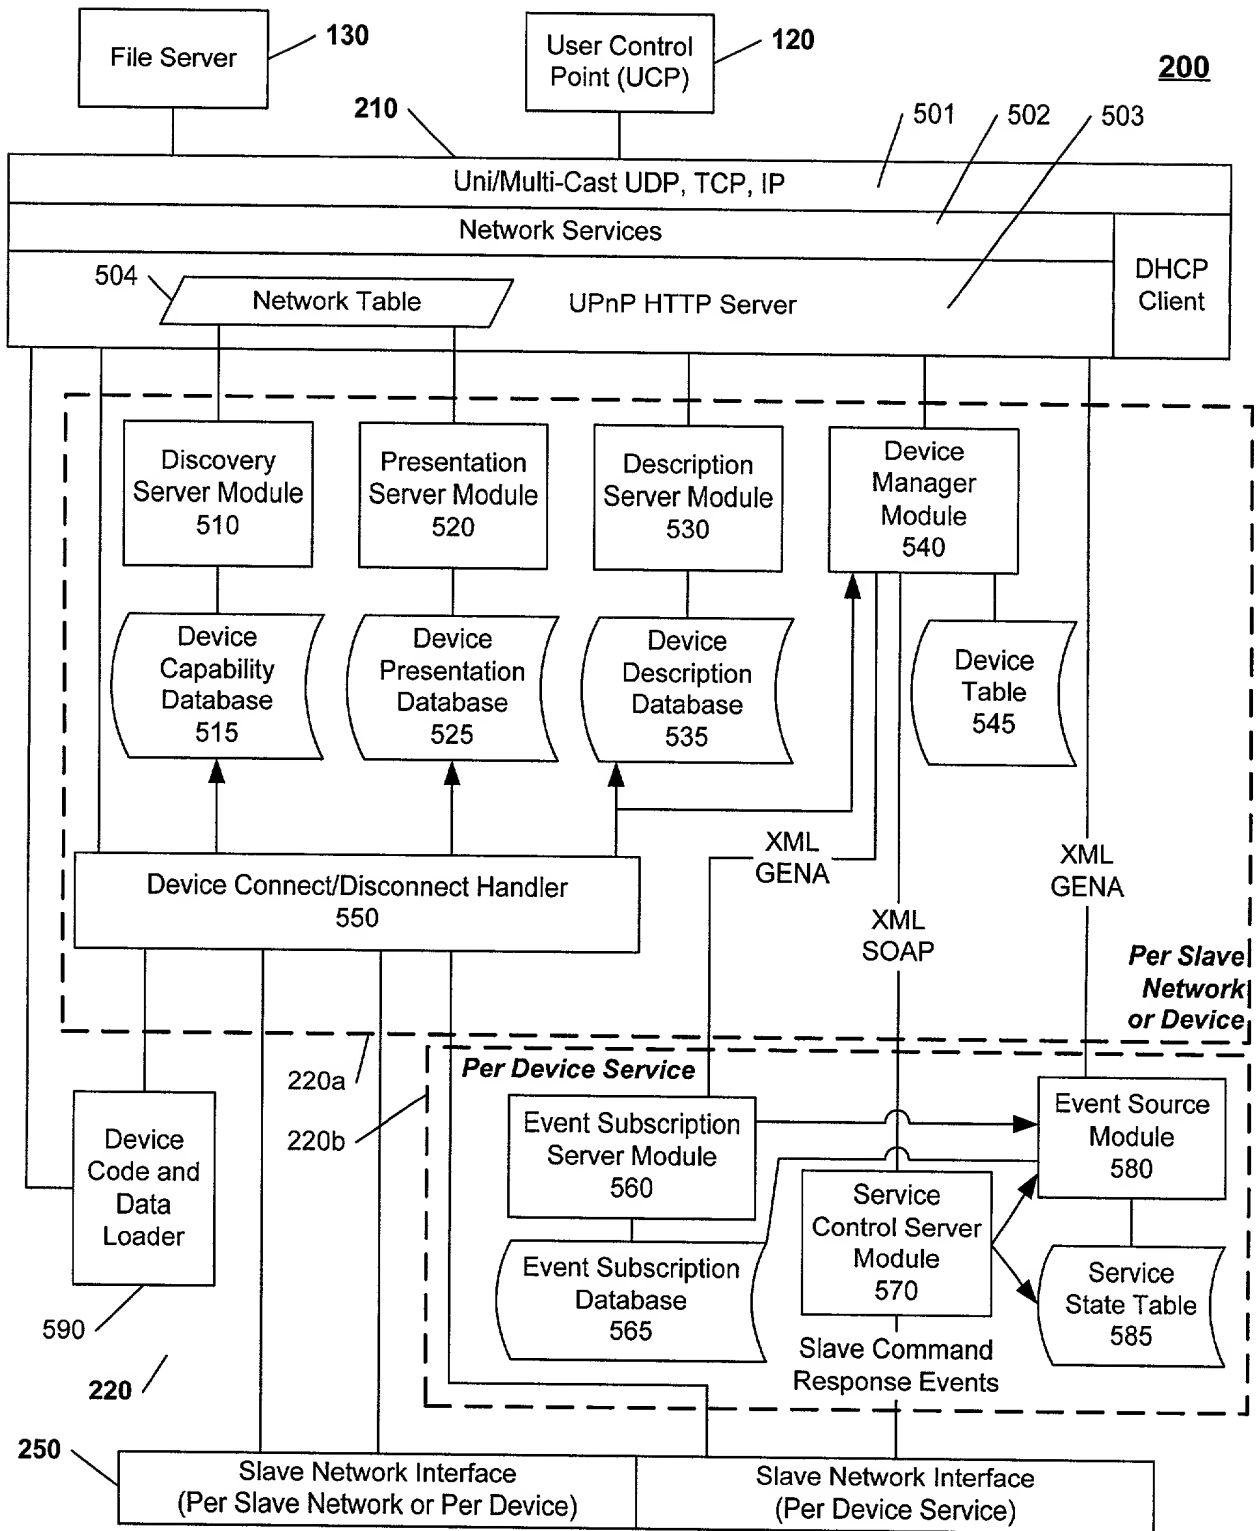 File Server
130
User Control
Point (UCP)
120
200
210
501
502
503
Uni/Multi-Cast UDP, TCP, IP
Network Services
DHCP
Client
504
Network Table
UPnP HTTP Server
Discovery
Server Module
510
Presentation
Server Module
520
Description
Server Module
530
Device
Manager
Module
540
Device
Capability
Database
515
Device
Presentation
Database
525
Device
Description
Database
535
Device
Table
545
XML
GENA
XML
GENA
Device Connect/Disconnect Handler
550
XML
SOAP
Per Slave
Network
or Device
220a
Per Device Service
220b
Device
Code and
Data
Loader
Event Subscription
Server Module
560
Event Source
Module
580
Service
Control Server
Module
570
Event Subscription
Database
565
Service
State Table
585
590
Slave Command
Response Events
220
250
Slave Network Interface
(Per Slave Network or Per Device)
Slave Network Interface
(Per Device Service)